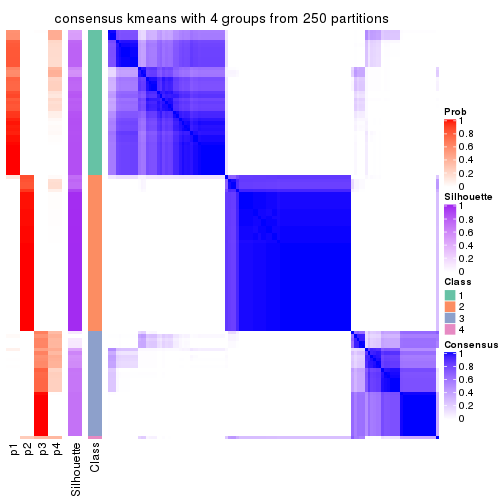 consensus kmeans with 4 groups from 250 partitions
Prob
1
0.8
0.6
0.4
0.2
0
Silhouette
1
0.8
0.6
0.4
0.2
0
Class
1
2
3
4
Consensus
1
0.8
0.6
0.4
0.2
0
p1
p2
p3
p4
Silhouette
Class